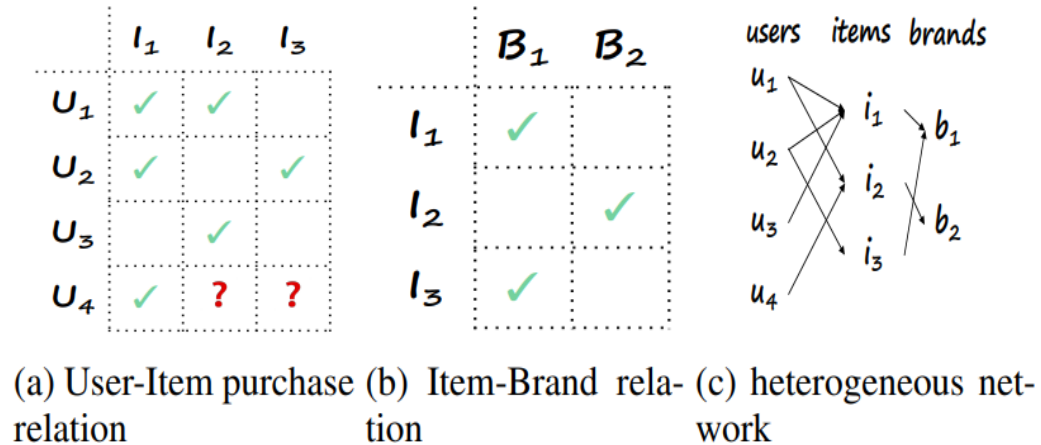 I₁ I₂ I₃
U₁ ✓ ✓
U₂ ✓ ✓
U₃ ✓
U₄ ✓ ? ?
B₁ B₂
I₁ ✓
I₂ ✓
I₃ ✓
users items brands
u₁
u₂
u₃
u₄
i₁
i₂
i₃
b₁
b₂
(a) User-Item purchase
relation
(b) Item-Brand rela-
tion
(c) heterogeneous net-
work